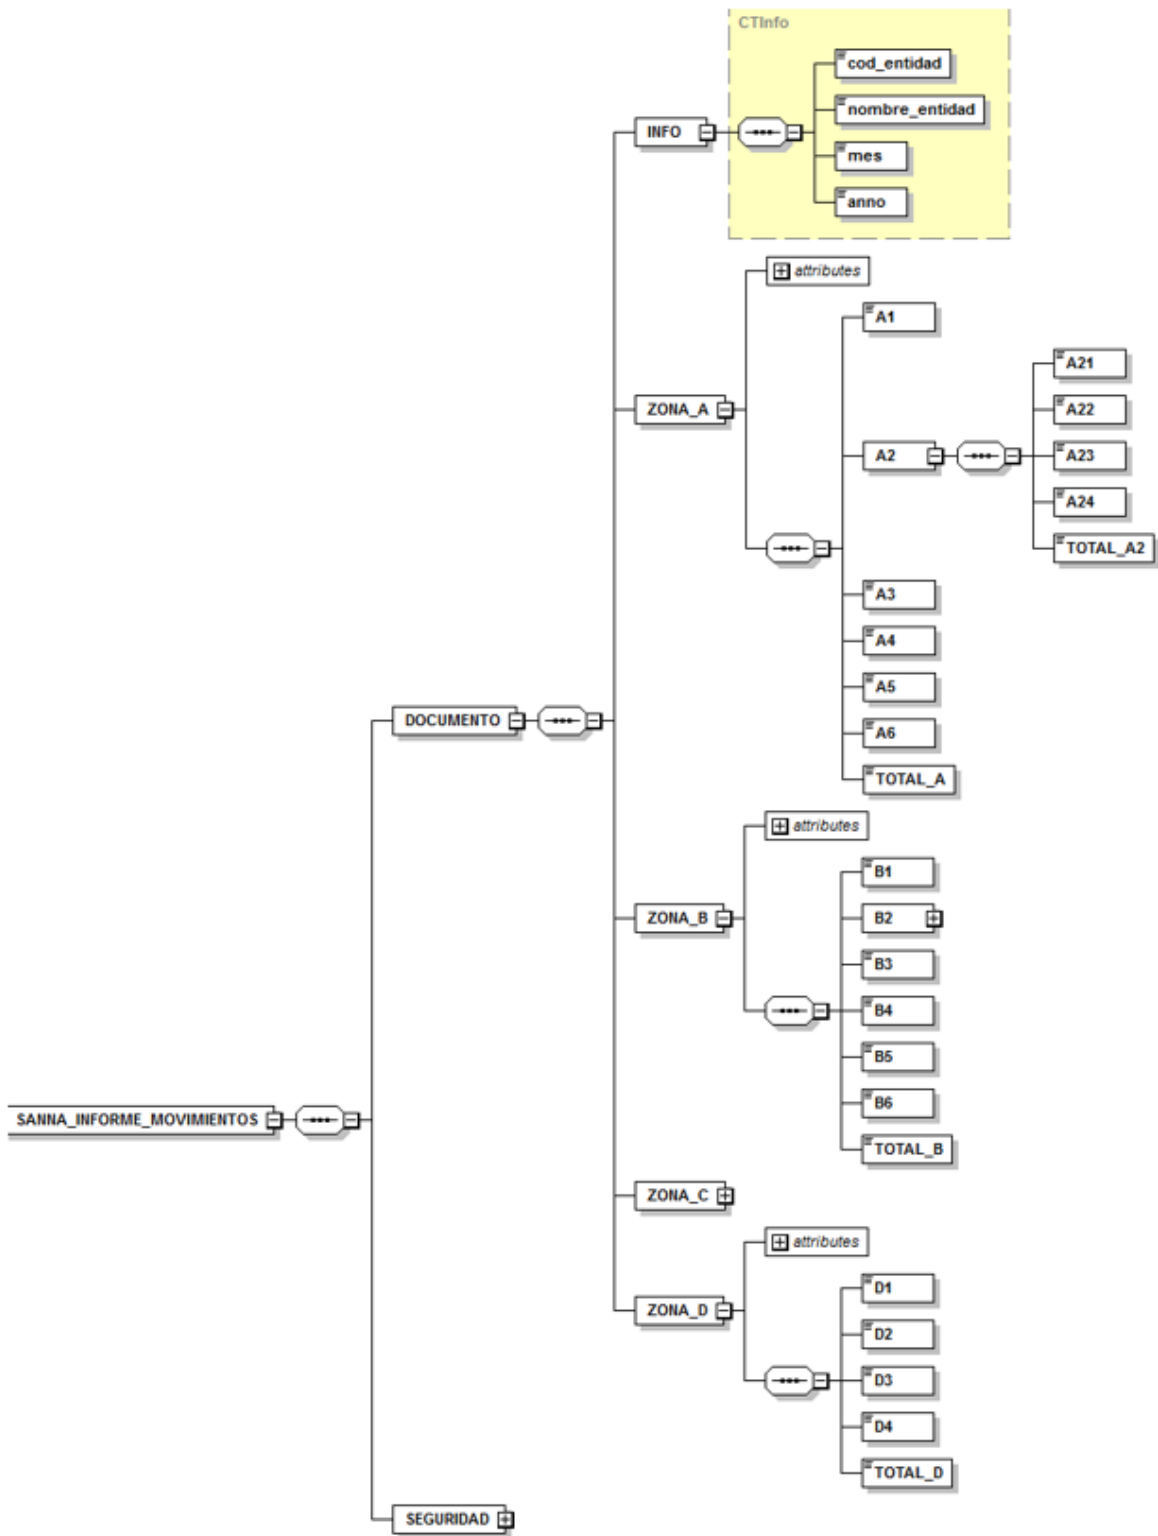 CTInfo
cod_entidad
nombre_entidad
INFO
mes
anno
attributes
A1
A21
ZONA_A
A22
A2
A23
A24
TOTAL_A2
A3
A4
A5
DOCUMENTO
A6
TOTAL_A
attributes
B1
ZONA_B
B2
B3
B4
B5
B6
SANNA_INFORME_MOVIMIENTOS
TOTAL_B
ZONA_C
attributes
D1
ZONA_D
D2
D3
D4
TOTAL_D
SEGURIDAD